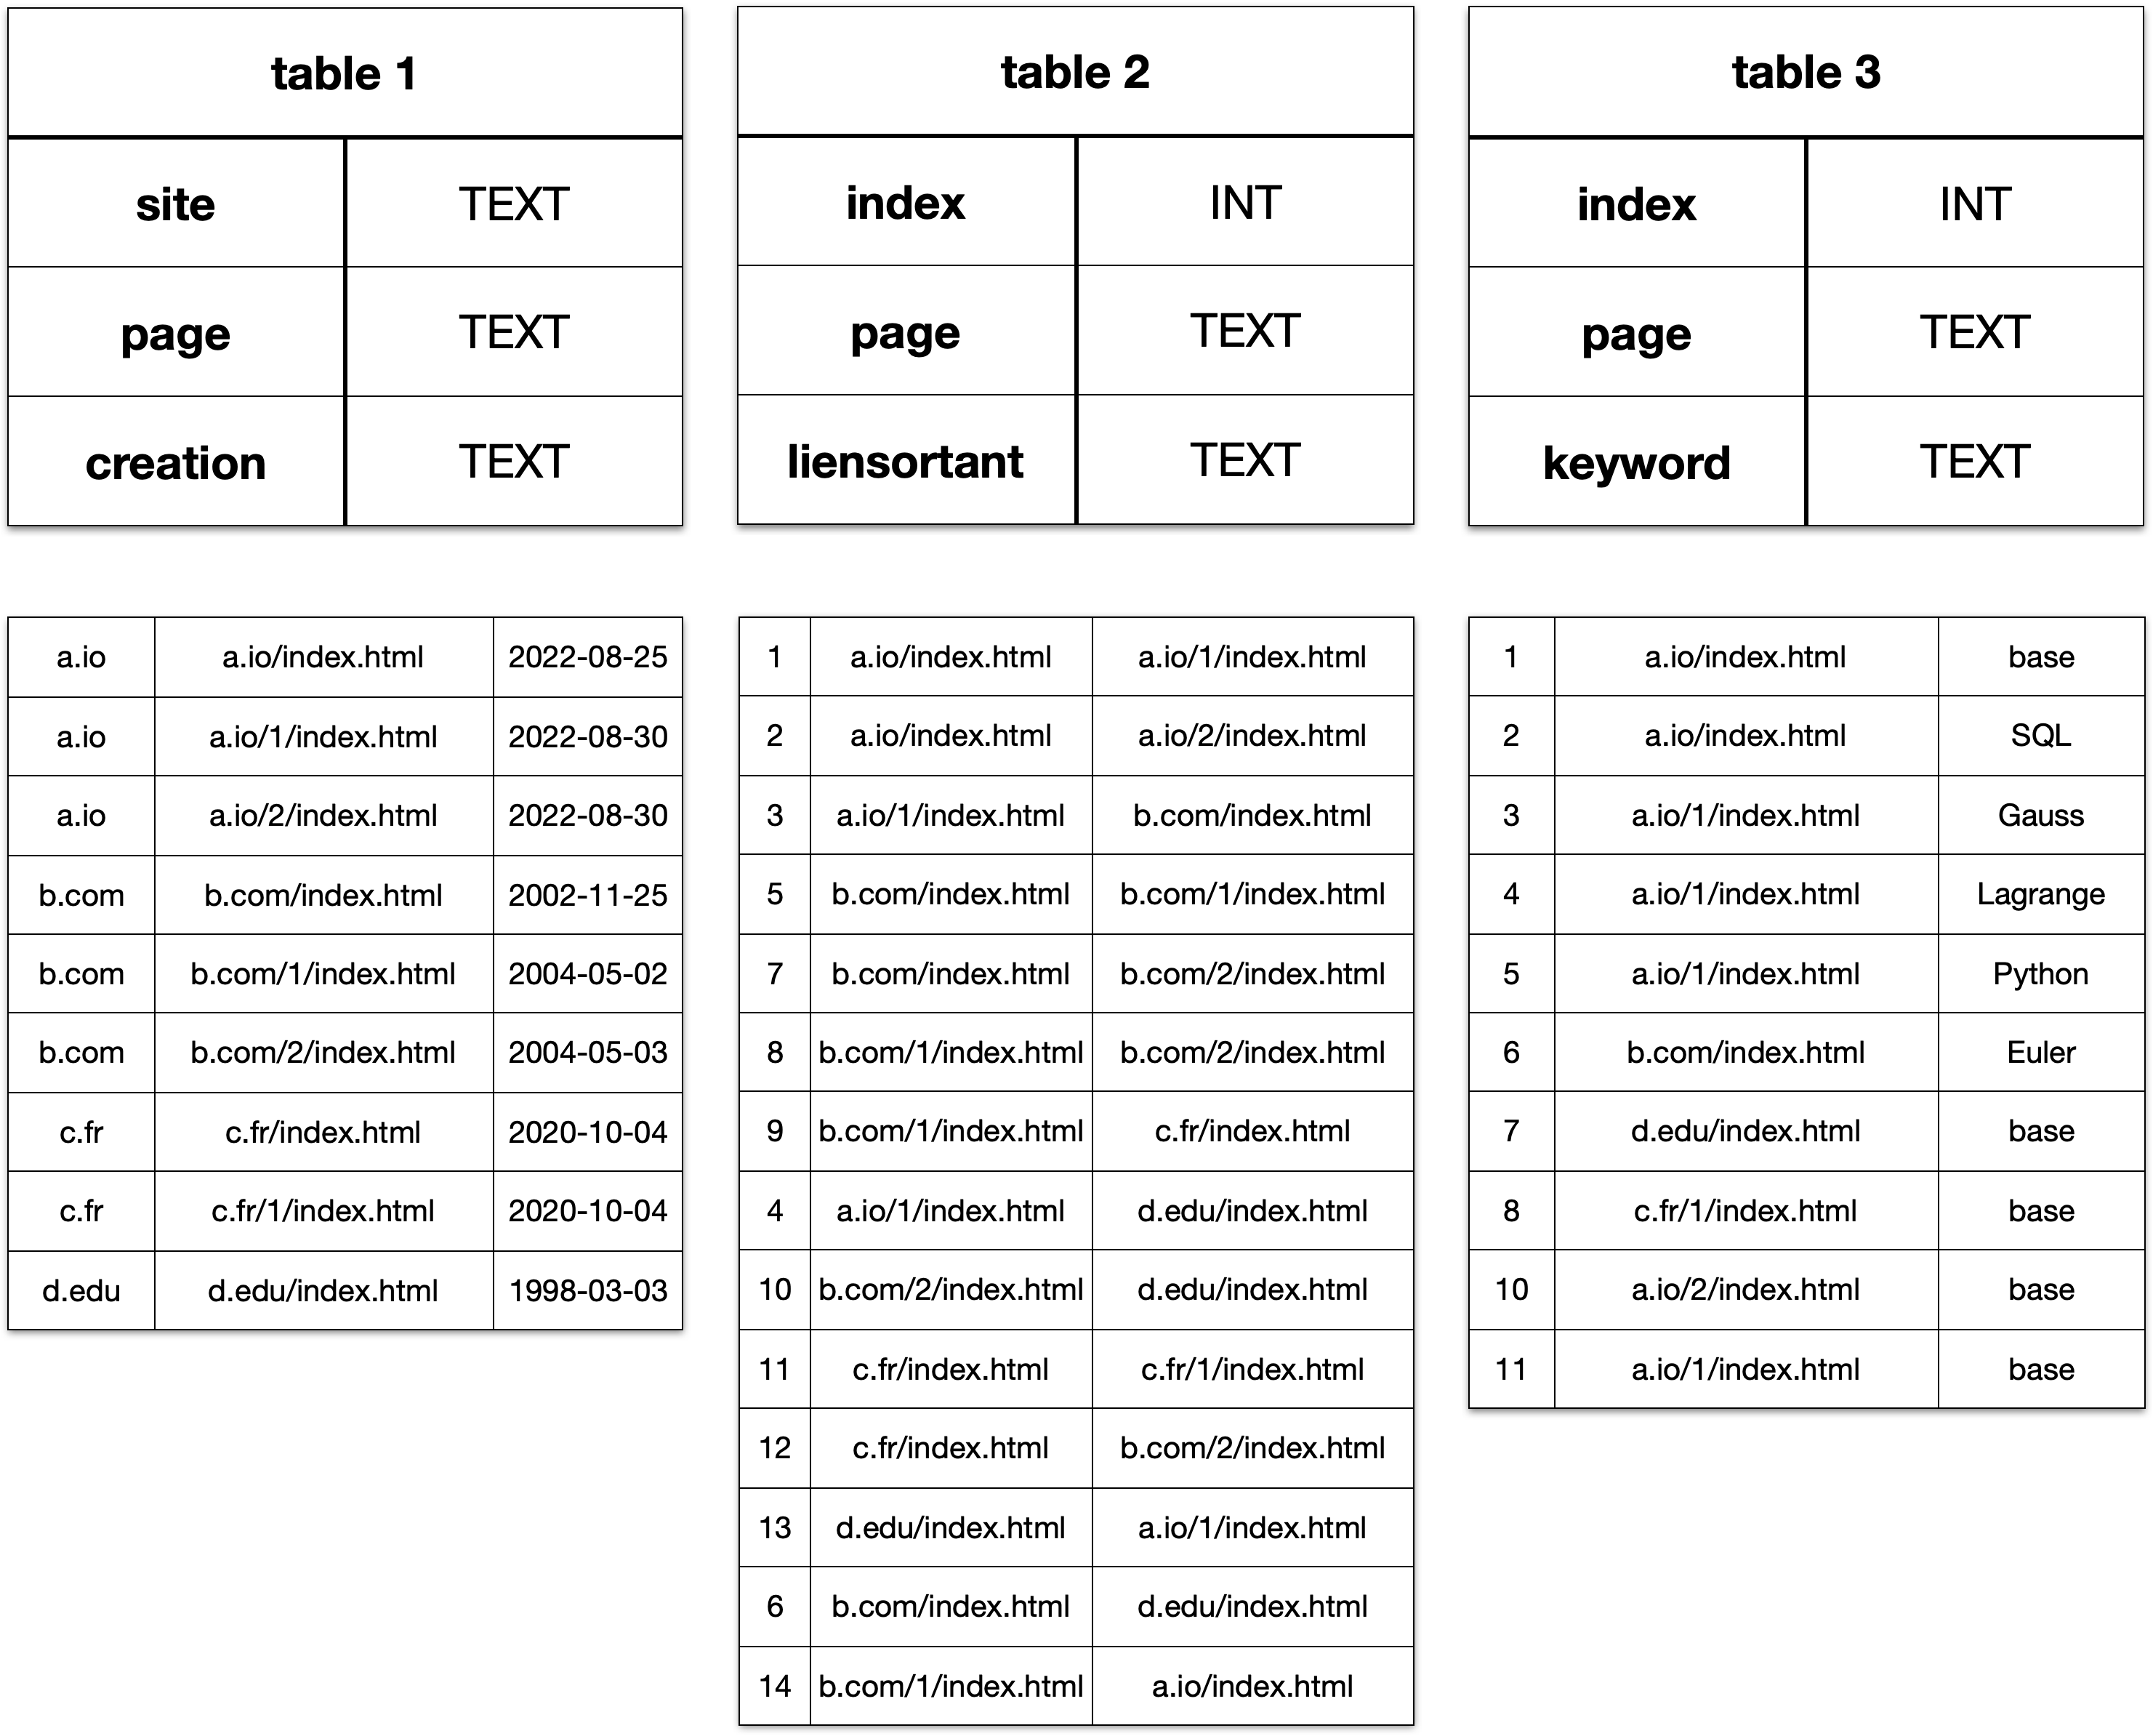 table 1
site TEXT
page TEXT
creation TEXT
a.io a.io/index.html 2022-08-25
a.io a.io/1/index.html 2022-08-30
a.io a.io/2/index.html 2022-08-30
b.com b.com/index.html 2002-11-25
b.com b.com/1/index.html 2004-05-02
b.com b.com/2/index.html 2004-05-03
c.fr c.fr/index.html 2020-10-04
c.fr c.fr/1/index.html 2020-10-04
d.edu d.edu/index.html 1998-03-03
table 2
index INT
page TEXT
liensortant TEXT
1 a.io/index.html a.io/1/index.html
2 a.io/index.html a.io/2/index.html
3 a.io/1/index.html b.com/index.html
5 b.com/index.html b.com/1/index.html
7 b.com/index.html b.com/2/index.html
8 b.com/1/index.html b.com/2/index.html
9 b.com/1/index.html c.fr/index.html
4 a.io/1/index.html d.edu/index.html
10 b.com/2/index.html d.edu/index.html
11 c.fr/index.html c.fr/1/index.html
12 c.fr/index.html b.com/2/index.html
13 d.edu/index.html a.io/1/index.html
6 b.com/index.html d.edu/index.html
14 b.com/1/index.html a.io/index.html
table 3
index INT
page TEXT
keyword TEXT
1 a.io/index.html base
2 a.io/index.html SQL
3 a.io/1/index.html Gauss
4 a.io/1/index.html Lagrange
5 a.io/1/index.html Python
6 b.com/index.html Euler
7 d.edu/index.html base
8 c.fr/1/index.html base
10 a.io/2/index.html base
11 a.io/1/index.html base